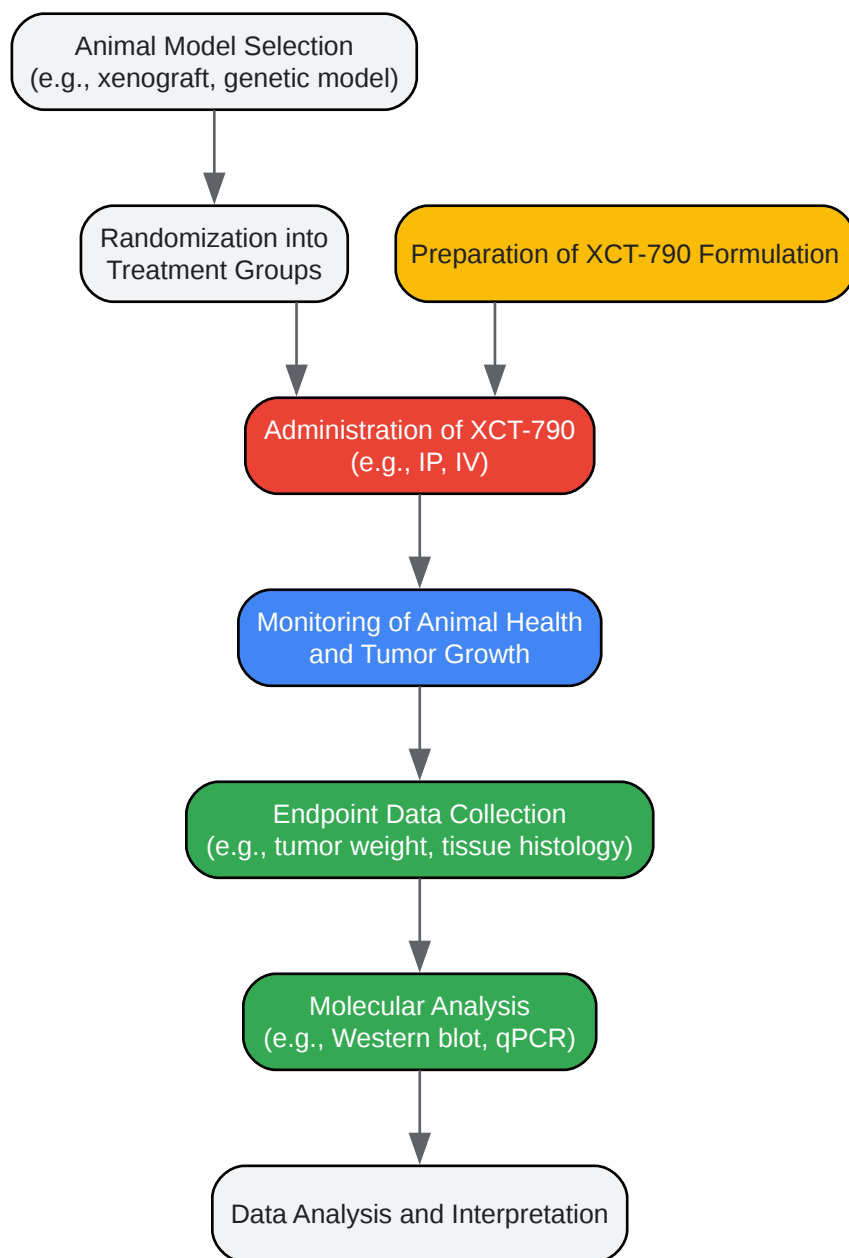 Animal Model Selection
(e.g., xenograft, genetic model)
Randomization into
Treatment Groups
Preparation of XCT-790 Formulation
Administration of XCT-790
(e.g., IP, IV)
Monitoring of Animal Health
and Tumor Growth
Endpoint Data Collection
(e.g., tumor weight, tissue histology)
Molecular Analysis
(e.g., Western blot, qPCR)
Data Analysis and Interpretation